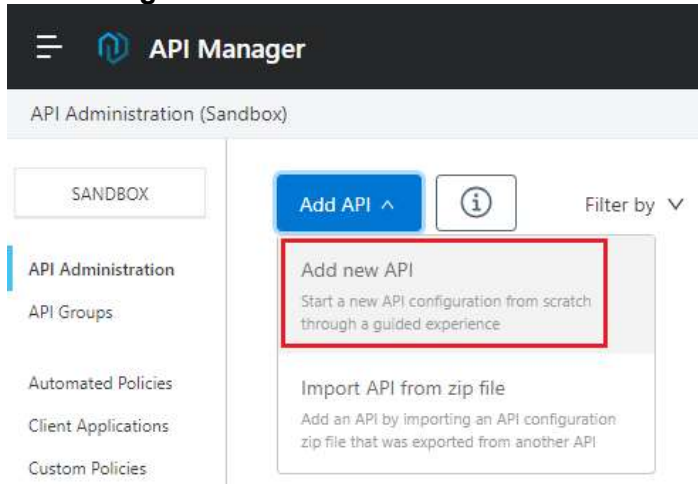 API Manager
API Administration (Sandbox)
SANDBOX
Add API
Filter by
API Administration
API Groups
Automated Policies
Client Applications
Custom Policies
Add new API
Start a new API configuration from scratch
through a guided experience
Import API from zip file
Add an API by importing an API configuration
zip file that was exported from another API